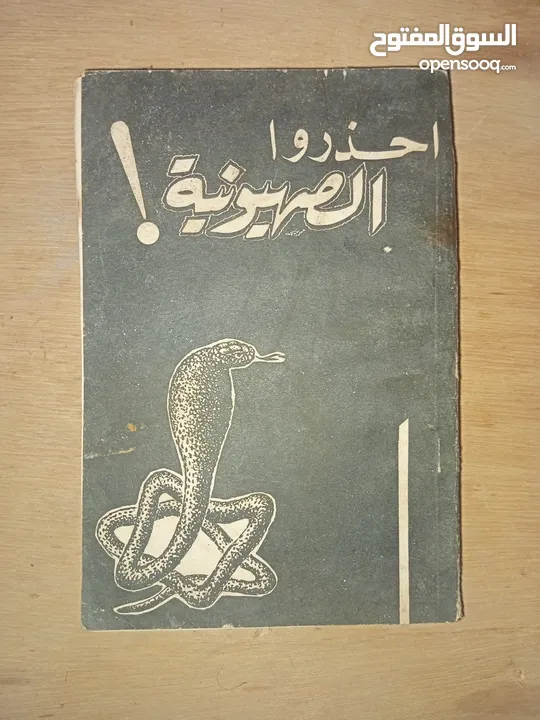 السوق المفتوح
opensooq.com
احذروا
الصهيونية!